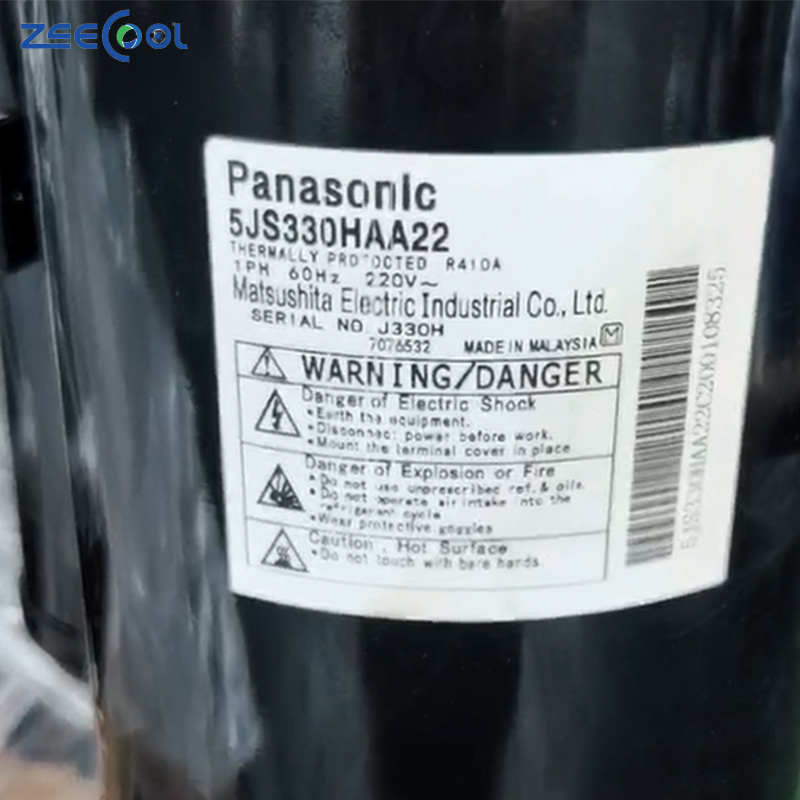 ZEECOOL
Panasonic
5JS330HAA22
THERMALLY PROTOCTED R410A
1PH 60Hz 220V~
Matsushita Electric Industrial Co., Ltd.
SERIAL NO. J330H
7076532 MADE IN MALAYSIA M
WARNING/DANGER
Danger of Electric Shock
•Earth the equipment.
•Disconnect power before work.
•Mount the terminal cover in place
Danger of Explosion or Fire
•Do not use unprescribed ref. & oils.
•Do not operate air intake into the
refrigerant cycle
•Wear protective goggles
Caution, Hot Surface
•Do not touch with bare hands.
5JS330HAA22C200108325